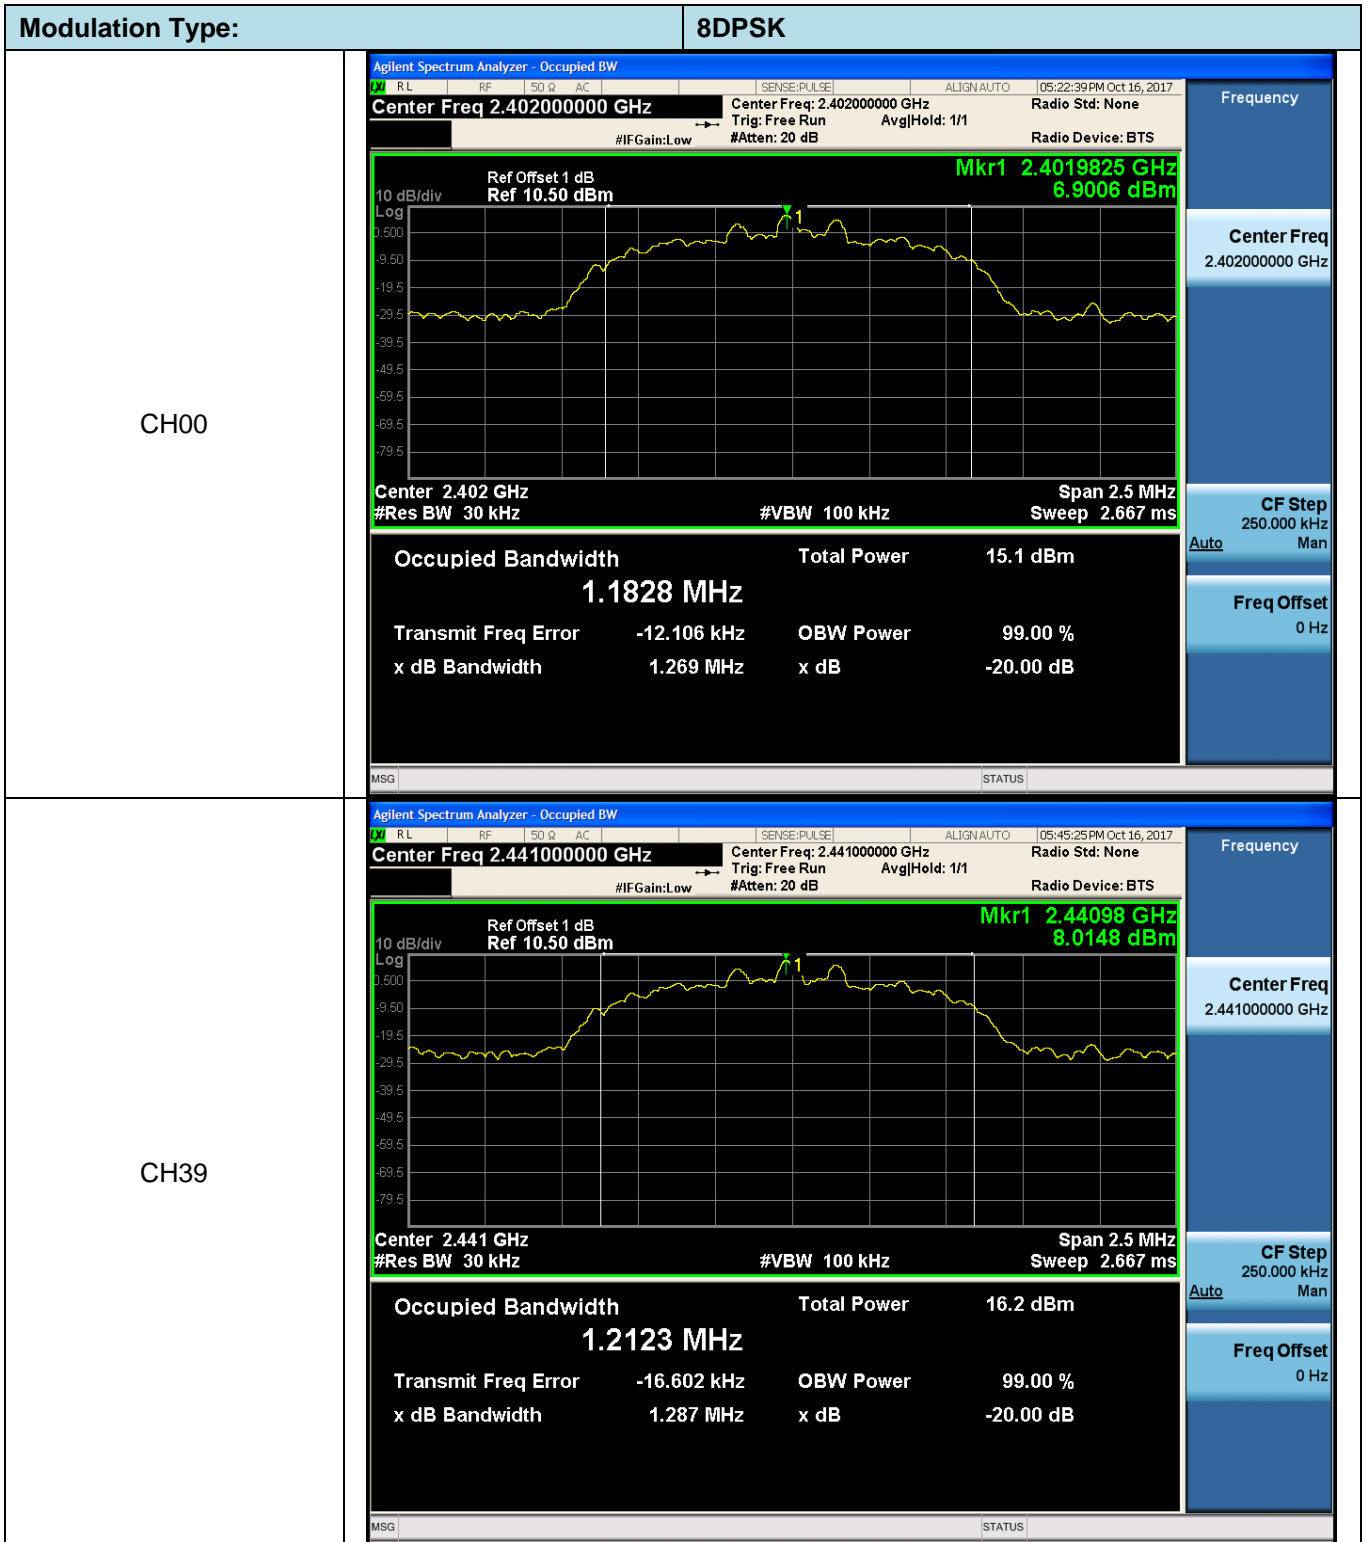 Modulation Type: 8DPSK
CH00
Agilent Spectrum Analyzer - Occupied BW
LXI RL RF 50 Ω AC SENSE:PULSE ALIGN AUTO 05:22:39 PM Oct 16, 2017
Center Freq 2.402000000 GHz
Center Freq: 2.402000000 GHz Radio Std: None
Trig: Free Run Avg|Hold: 1/1
#IFGain:Low #Atten: 20 dB Radio Device: BTS
Mkr1 2.4019825 GHz
6.9006 dBm
Ref Offset 1 dB
10 dB/div Ref 10.50 dBm
Log
0.500
-9.50
-19.5
-29.5
-39.5
-49.5
-59.5
-69.5
-79.5
1
Center 2.402 GHz Span 2.5 MHz
#Res BW 30 kHz #VBW 100 kHz Sweep 2.667 ms
Occupied Bandwidth Total Power 15.1 dBm
1.1828 MHz
Transmit Freq Error -12.106 kHz OBW Power 99.00 %
x dB Bandwidth 1.269 MHz x dB -20.00 dB
MSG STATUS
Frequency
Center Freq
2.402000000 GHz
CF Step
250.000 kHz
Auto Man
Freq Offset
0 Hz
CH39
Agilent Spectrum Analyzer - Occupied BW
LXI RL RF 50 Ω AC SENSE:PULSE ALIGN AUTO 05:45:25 PM Oct 16, 2017
Center Freq 2.441000000 GHz
Center Freq: 2.441000000 GHz Radio Std: None
Trig: Free Run Avg|Hold: 1/1
#IFGain:Low #Atten: 20 dB Radio Device: BTS
Mkr1 2.44098 GHz
8.0148 dBm
Ref Offset 1 dB
10 dB/div Ref 10.50 dBm
Log
0.500
-9.50
-19.5
-29.5
-39.5
-49.5
-59.5
-69.5
-79.5
1
Center 2.441 GHz Span 2.5 MHz
#Res BW 30 kHz #VBW 100 kHz Sweep 2.667 ms
Occupied Bandwidth Total Power 16.2 dBm
1.2123 MHz
Transmit Freq Error -16.602 kHz OBW Power 99.00 %
x dB Bandwidth 1.287 MHz x dB -20.00 dB
MSG STATUS
Frequency
Center Freq
2.441000000 GHz
CF Step
250.000 kHz
Auto Man
Freq Offset
0 Hz